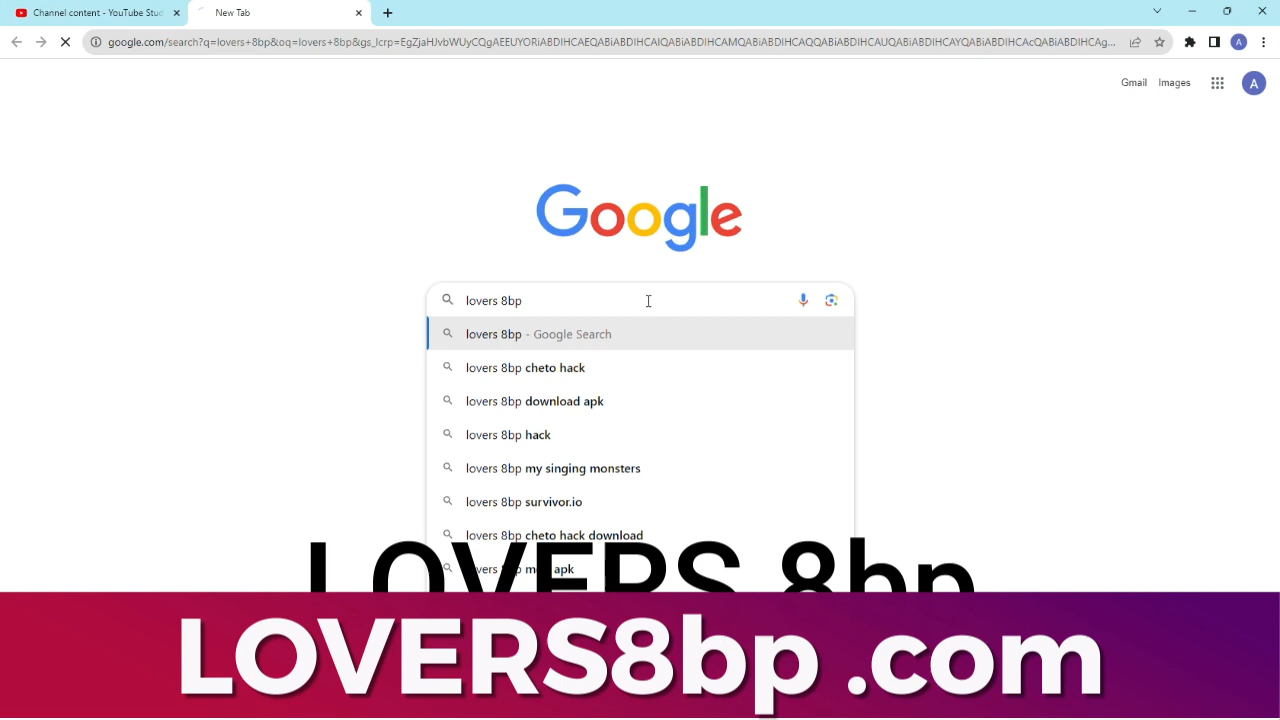 Channel content - YouTube Stud
New Tab
google.com/search?q=lovers+8bp&oq=lovers+8bp&gs_lcrp=EgZjaHJvbWUyCQgAEEUYORiABDIHCAEQABiABDIHCAIQABiABDIHCAMQABiABDIHCAQQABiABDIHCAUQABiABDIHCAYQABiABDIHCAcQABiABDIHCAg...
A
Gmail Images
A
Google
lovers 8bp
lovers 8bp - Google Search
lovers 8bp cheto hack
lovers 8bp download apk
lovers 8bp hack
lovers 8bp my singing monsters
lovers 8bp survivor.io
lovers 8bp cheto hack download
apk
LOVERS 8bp
LOVERS8bp .com